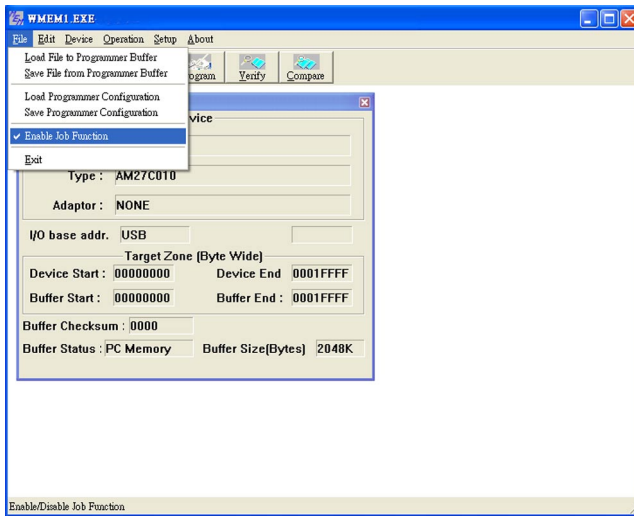 WMEM1.EXE
File Edit Device Operation Setup About
Load File to Programmer Buffer
Save File from Programmer Buffer
Load Programmer Configuration
Save Programmer Configuration
✓ Enable Job Function
Exit
Verify Compare
Type : AM27C010
Adaptor : NONE
I/O base addr. USB
Target Zone (Byte Wide)
Device Start : 00000000 Device End 0001FFFF
Buffer Start : 00000000 Buffer End : 0001FFFF
Buffer Checksum : 0000
Buffer Status : PC Memory Buffer Size(Bytes) 2048K
Enable/Disable Job Function